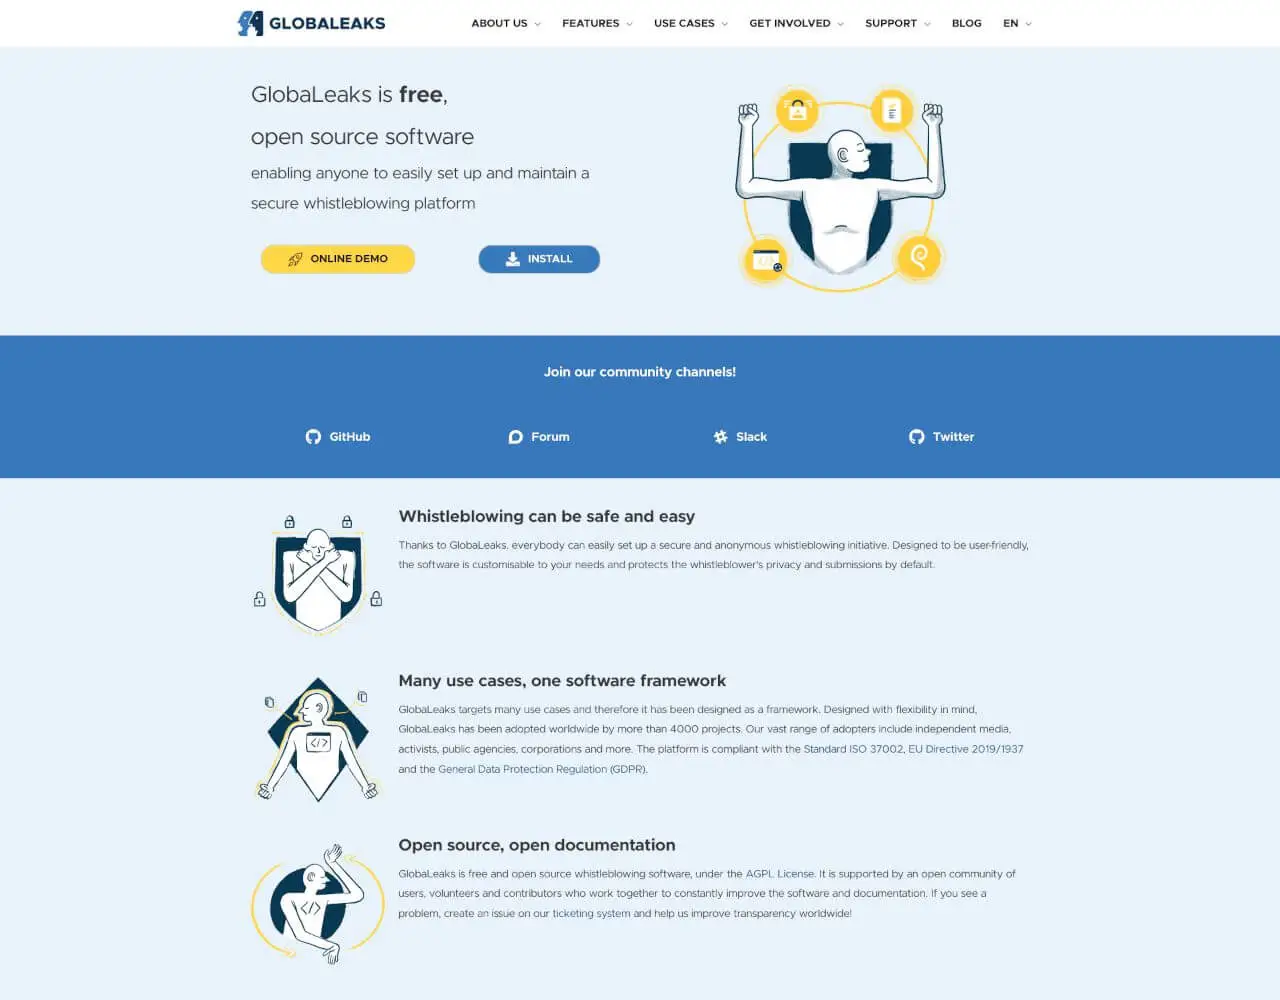 GLOBALEAKS
ABOUT US
FEATURES
USE CASES
GET INVOLVED
SUPPORT
BLOG
EN
GlobaLeaks is free,
open source software
enabling anyone to easily set up and maintain a
secure whistleblowing platform
ONLINE DEMO
INSTALL
Join our community channels!
GitHub
Forum
Slack
Twitter
Whistleblowing can be safe and easy
Thanks to GlobaLeaks, everybody can easily set up a secure and anonymous whistleblowing initiative. Designed to be user-friendly,
the software is customisable to your needs and protects the whistleblower's privacy and submissions by default.
Many use cases, one software framework
GlobaLeaks targets many use cases and therefore it has been designed as a framework. Designed with flexibility in mind,
GlobaLeaks has been adopted worldwide by more than 4000 projects. Our vast range of adopters include independent media,
activists, public agencies, corporations and more. The platform is compliant with the Standard ISO 37002, EU Directive 2019/1937
and the General Data Protection Regulation (GDPR).
</>
Open source, open documentation
GlobaLeaks is free and open source whistleblowing software, under the AGPL License. It is supported by an open community of
users, volunteers and contributors who work together to constantly improve the software and documentation. If you see a
problem, create an issue on our ticketing system and help us improve transparency worldwide!
</>